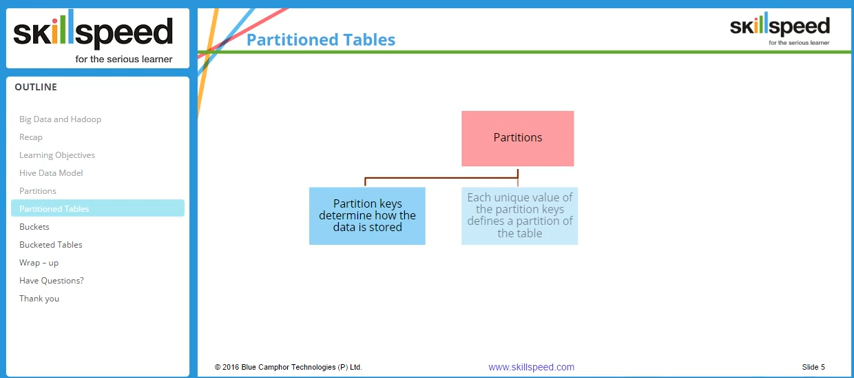 skillspeed
for the serious learner
OUTLINE
Big Data and Hadoop
Recap
Learning Objectives
Hive Data Model
Partitions
Partitioned Tables
Buckets
Bucketed Tables
Wrap – up
Have Questions?
Thank you
Partitioned Tables
skillspeed
for the serious learner
Partitions
Partition keys
determine how the
data is stored
Each unique value of
the partition keys
defines a partition of
the table
© 2016 Blue Camphor Technologies (P) Ltd.
www.skillspeed.com
Slide 5